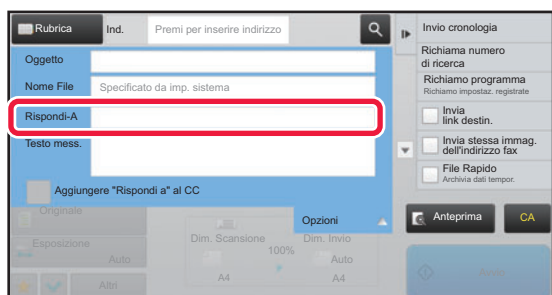 Rubrica
Ind.
Premi per inserire indirizzo
Oggetto
Nome File
Specificato da imp. sistema
Rispondi-A
Testo mess.
Aggiungere "Rispondi a" al CC
Opzioni
Originale
Esposizione
Auto
Alto
Dim. Scansione
100%
Dim. Invio
Auto
A4
A4
Invio cronologia
Richiama numero
di ricerca
Richiamo programma
Richiamo impostaz. registrate
Invia
link destin.
Invia stessa immag.
dell'indirizzo fax
File Rapido
Archivia dati tempor.
Anteprima
CA